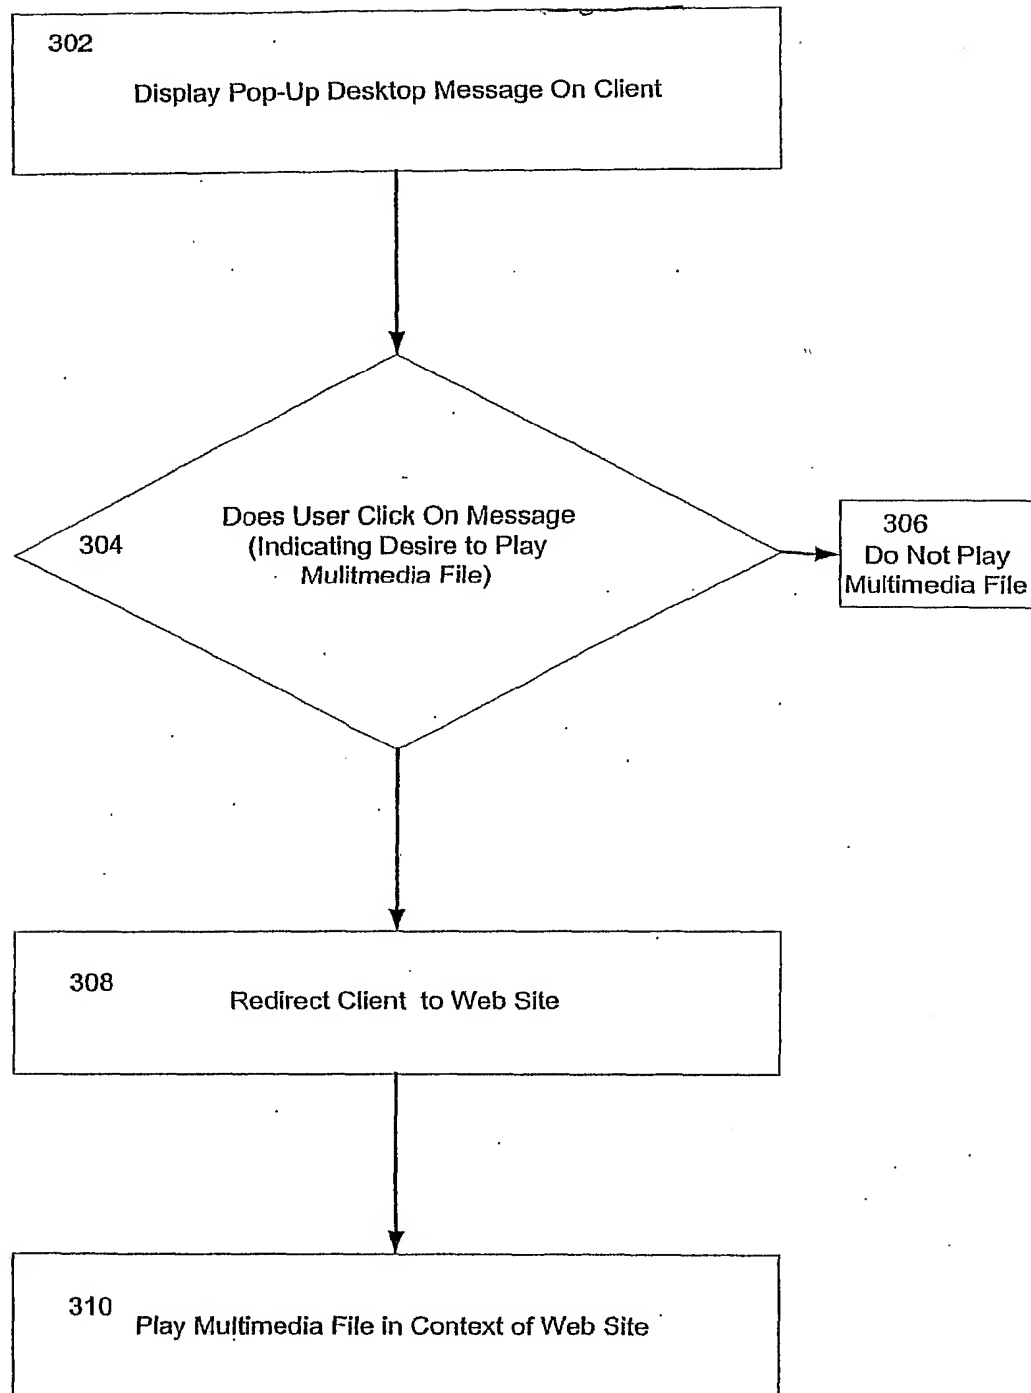 302
Display Pop-Up Desktop Message On Client
304
Does User Click On Message
(Indicating Desire to Play
Mulitmedia File)
306
Do Not Play
Multimedia File
308
Redirect Client to Web Site
310
Play Multimedia File in Context of Web Site